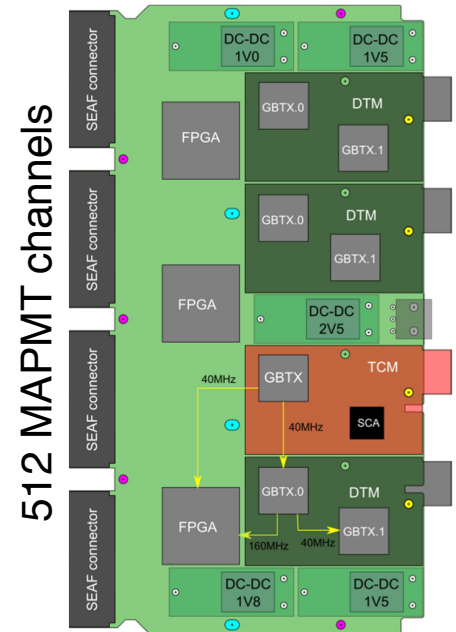 512 MAPMT channels
SEAF connector
DC-DC
1V0
DC-DC
1V5
FPGA
GBTX.0
DTM
GBTX.1
SEAF connector
GBTX.0
DTM
GBTX.1
FPGA
DC-DC
2V5
SEAF connector
40MHz
GBTX
TCM
SCA
40MHz
SEAF connector
FPGA
GBTX.0
DTM
GBTX.1
160MHz
40MHz
DC-DC
1V8
DC-DC
1V5